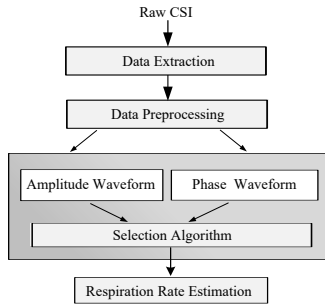 Raw CSI
Data Extraction
Data Preprocessing
Amplitude Waveform
Phase Waveform
Selection Algorithm
Respiration Rate Estimation